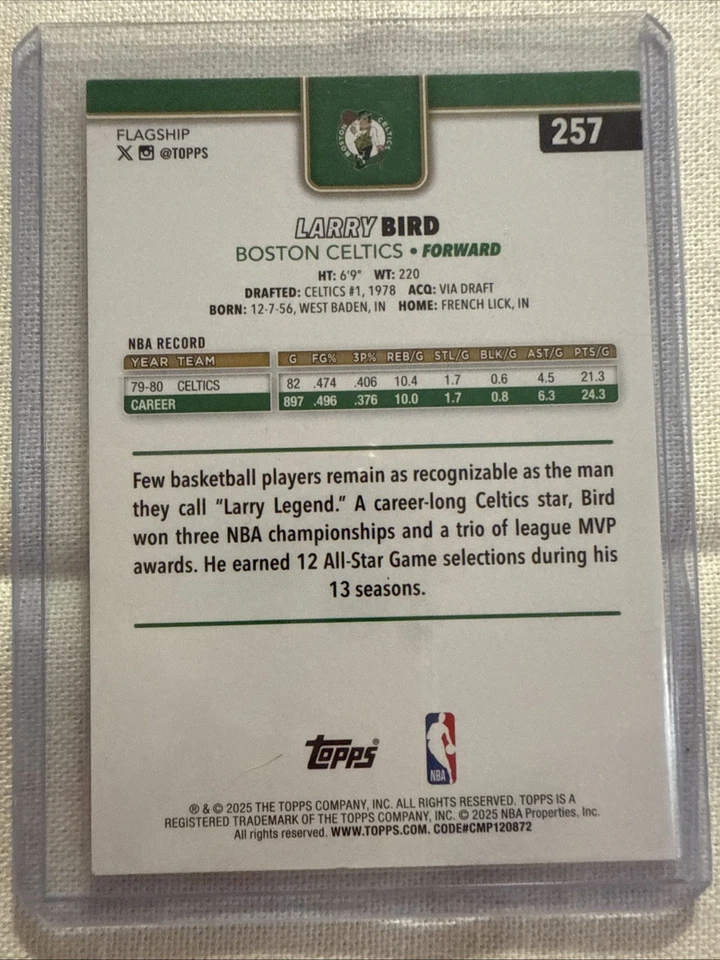 FLAGSHIP
257
X @TOPPS
BOSTON CELTICS
LARRY BIRD
BOSTON CELTICS • FORWARD
HT: 6'9" WT: 220
DRAFTED: CELTICS #1, 1978 ACQ: VIA DRAFT
BORN: 12-7-56, WEST BADEN, IN HOME: FRENCH LICK, IN
NBA RECORD
YEAR TEAM G FG% 3P% REB/G STL/G BLK/G AST/G PTS/G
79-80 CELTICS 82 .474 .406 10.4 1.7 0.6 4.5 21.3
CAREER 897 .496 .376 10.0 1.7 0.8 6.3 24.3
Few basketball players remain as recognizable as the man
they call "Larry Legend." A career-long Celtics star, Bird
won three NBA championships and a trio of league MVP
awards. He earned 12 All-Star Game selections during his
13 seasons.
Topps®
NBA
® & © 2025 THE TOPPS COMPANY, INC. ALL RIGHTS RESERVED. TOPPS IS A
REGISTERED TRADEMARK OF THE TOPPS COMPANY, INC. © 2025 NBA Properties, Inc.
All rights reserved. WWW.TOPPS.COM. CODE#CMP120872